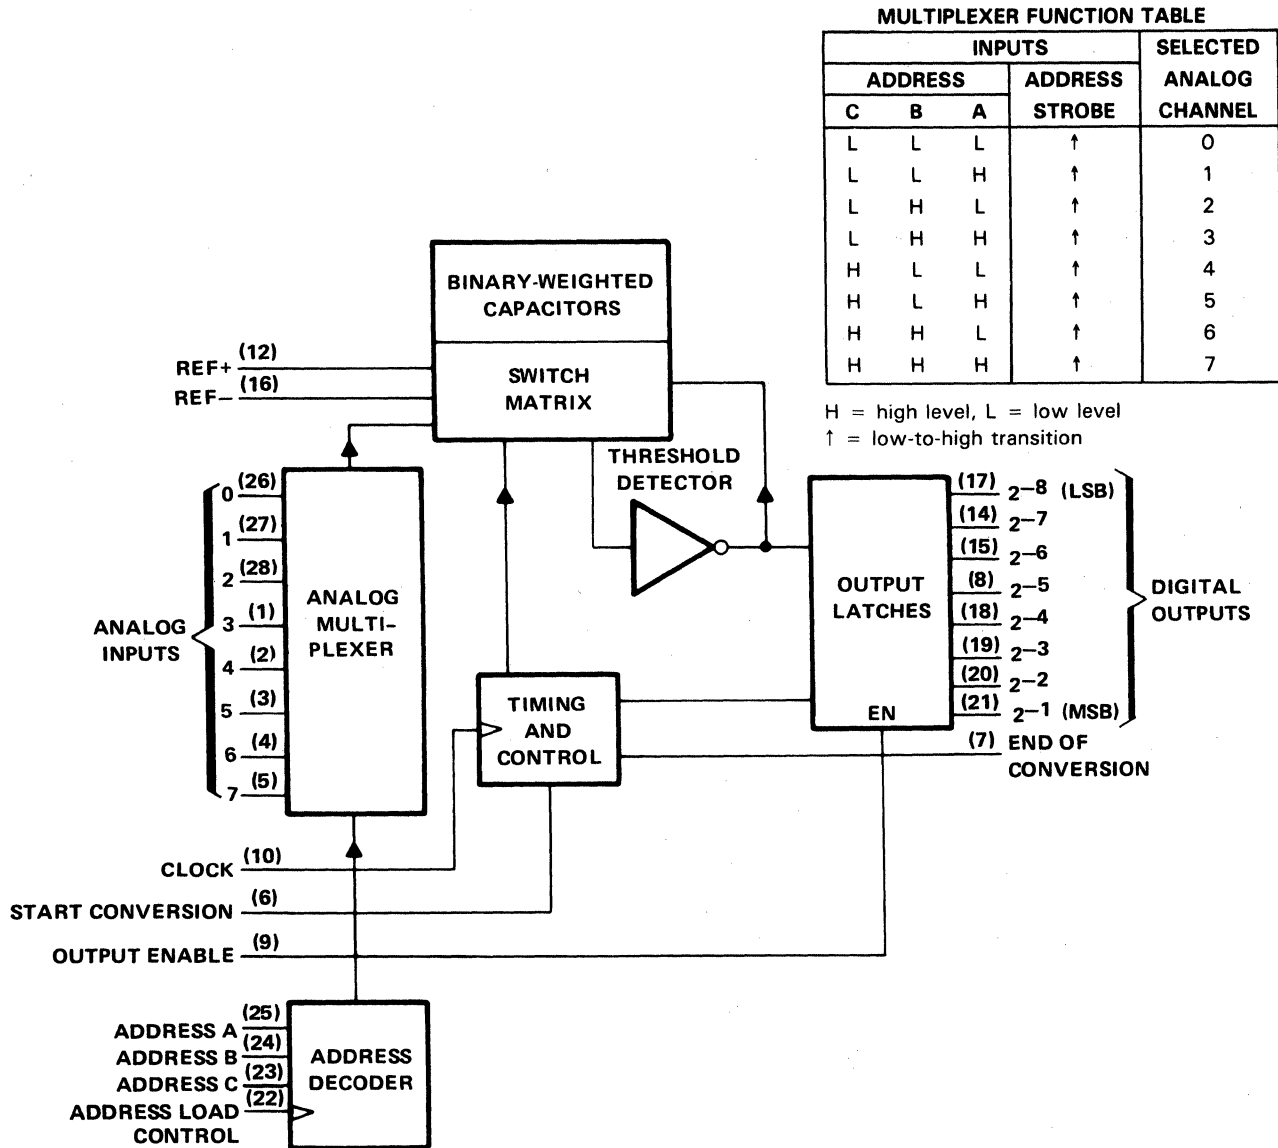 MULTIPLEXER FUNCTION TABLE
INPUTS
SELECTED
ANALOG
CHANNEL
ADDRESS
ADDRESS
STROBE
C B A
L L L ↑ 0
L L H ↑ 1
L H L ↑ 2
L H H ↑ 3
H L L ↑ 4
H L H ↑ 5
H H L ↑ 6
H H H ↑ 7
H = high level, L = low level
↑ = low-to-high transition
BINARY-WEIGHTED
CAPACITORS
SWITCH
MATRIX
REF+ (12)
REF− (16)
THRESHOLD
DETECTOR
ANALOG
INPUTS
0 (26)
1 (27)
2 (28)
3 (1)
4 (2)
5 (3)
6 (4)
7 (5)
ANALOG
MULTI-
PLEXER
TIMING
AND
CONTROL
OUTPUT
LATCHES
EN
(17) 2−8 (LSB)
(14) 2−7
(15) 2−6
(8) 2−5
(18) 2−4
(19) 2−3
(20) 2−2
(21) 2−1 (MSB)
DIGITAL
OUTPUTS
(7) END OF
CONVERSION
CLOCK (10)
START CONVERSION (6)
OUTPUT ENABLE (9)
ADDRESS A (25)
ADDRESS B (24)
ADDRESS C (23)
ADDRESS LOAD (22)
CONTROL
ADDRESS
DECODER